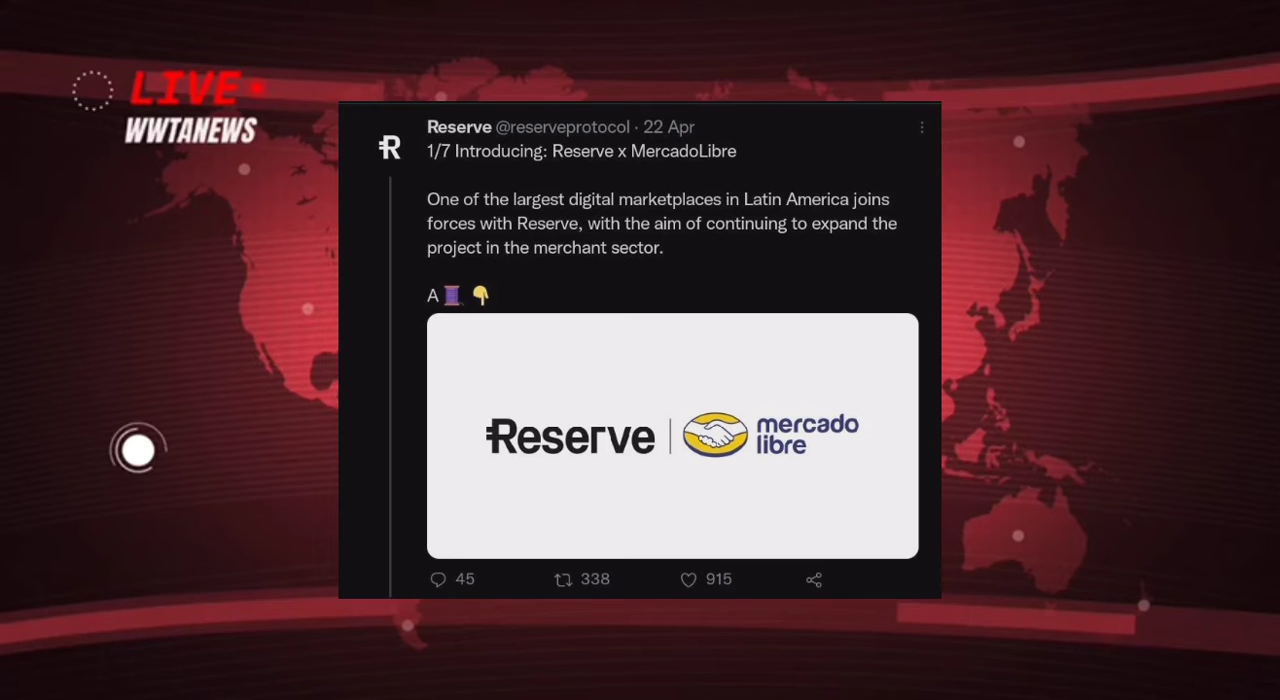 LIVE
WWTANEWS
Reserve @reserveprotocol · 22 Apr
1/7 Introducing: Reserve x MercadoLibre
One of the largest digital marketplaces in Latin America joins
forces with Reserve, with the aim of continuing to expand the
project in the merchant sector.
A 🧵 👇
Reserve | mercado
libre
45 338 915